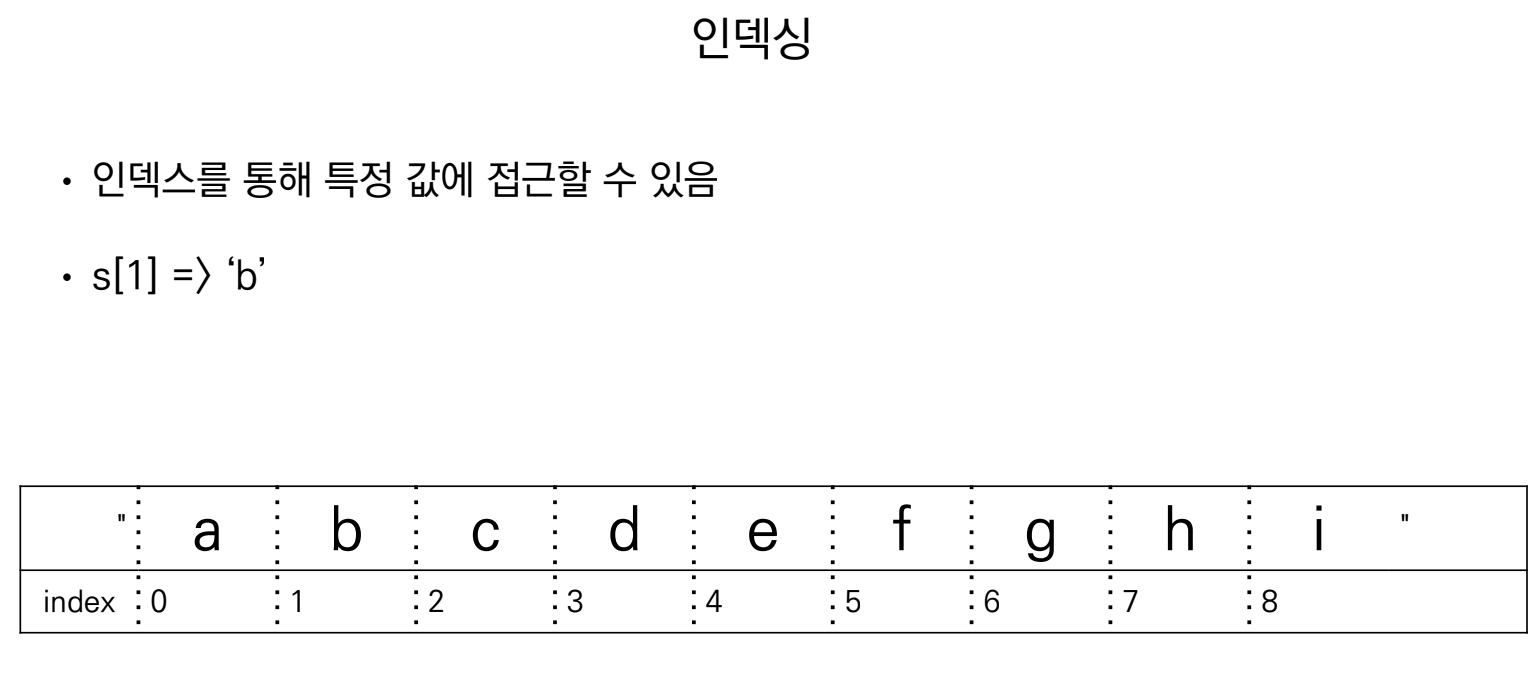 인덱싱
• 인덱스를 통해 특정 값에 접근할 수 있음
• s[1] => ‘b’
" a b c d e f g h i "
index 0 1 2 3 4 5 6 7 8